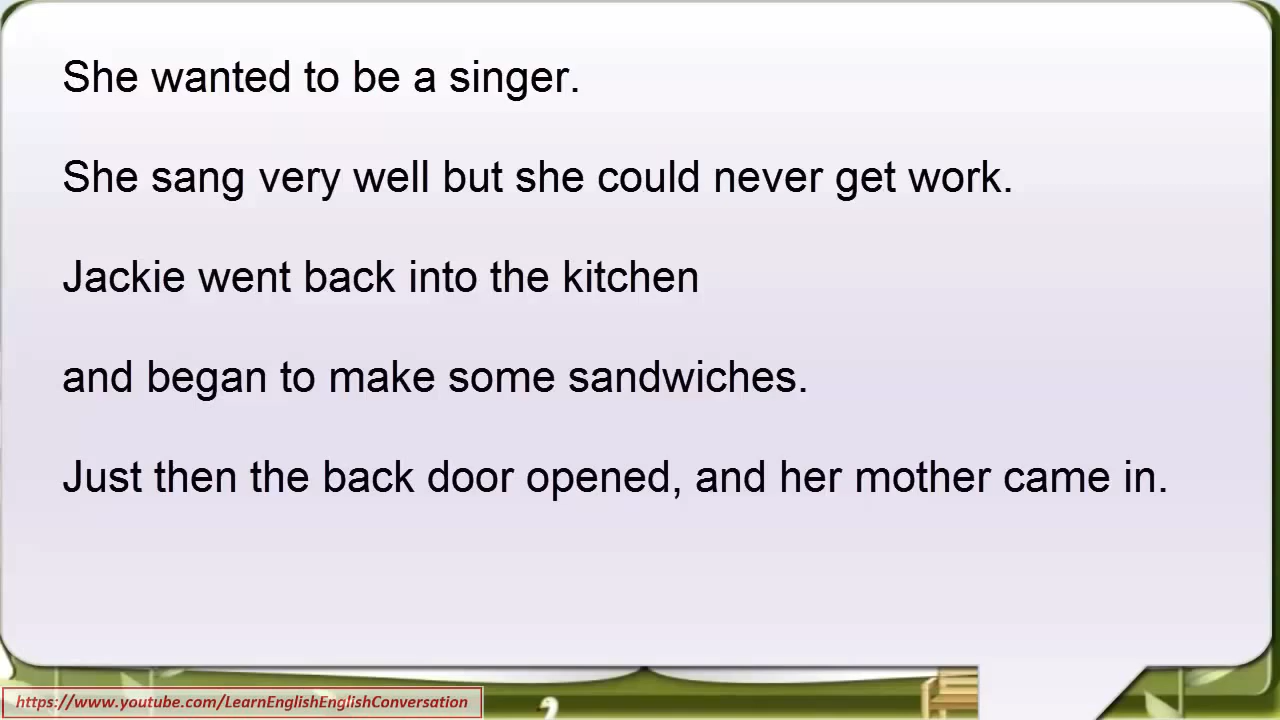 She wanted to be a singer.
She sang very well but she could never get work.
Jackie went back into the kitchen
and began to make some sandwiches.
Just then the back door opened, and her mother came in.
https://www.youtube.com/LearnEnglishEnglishConversation